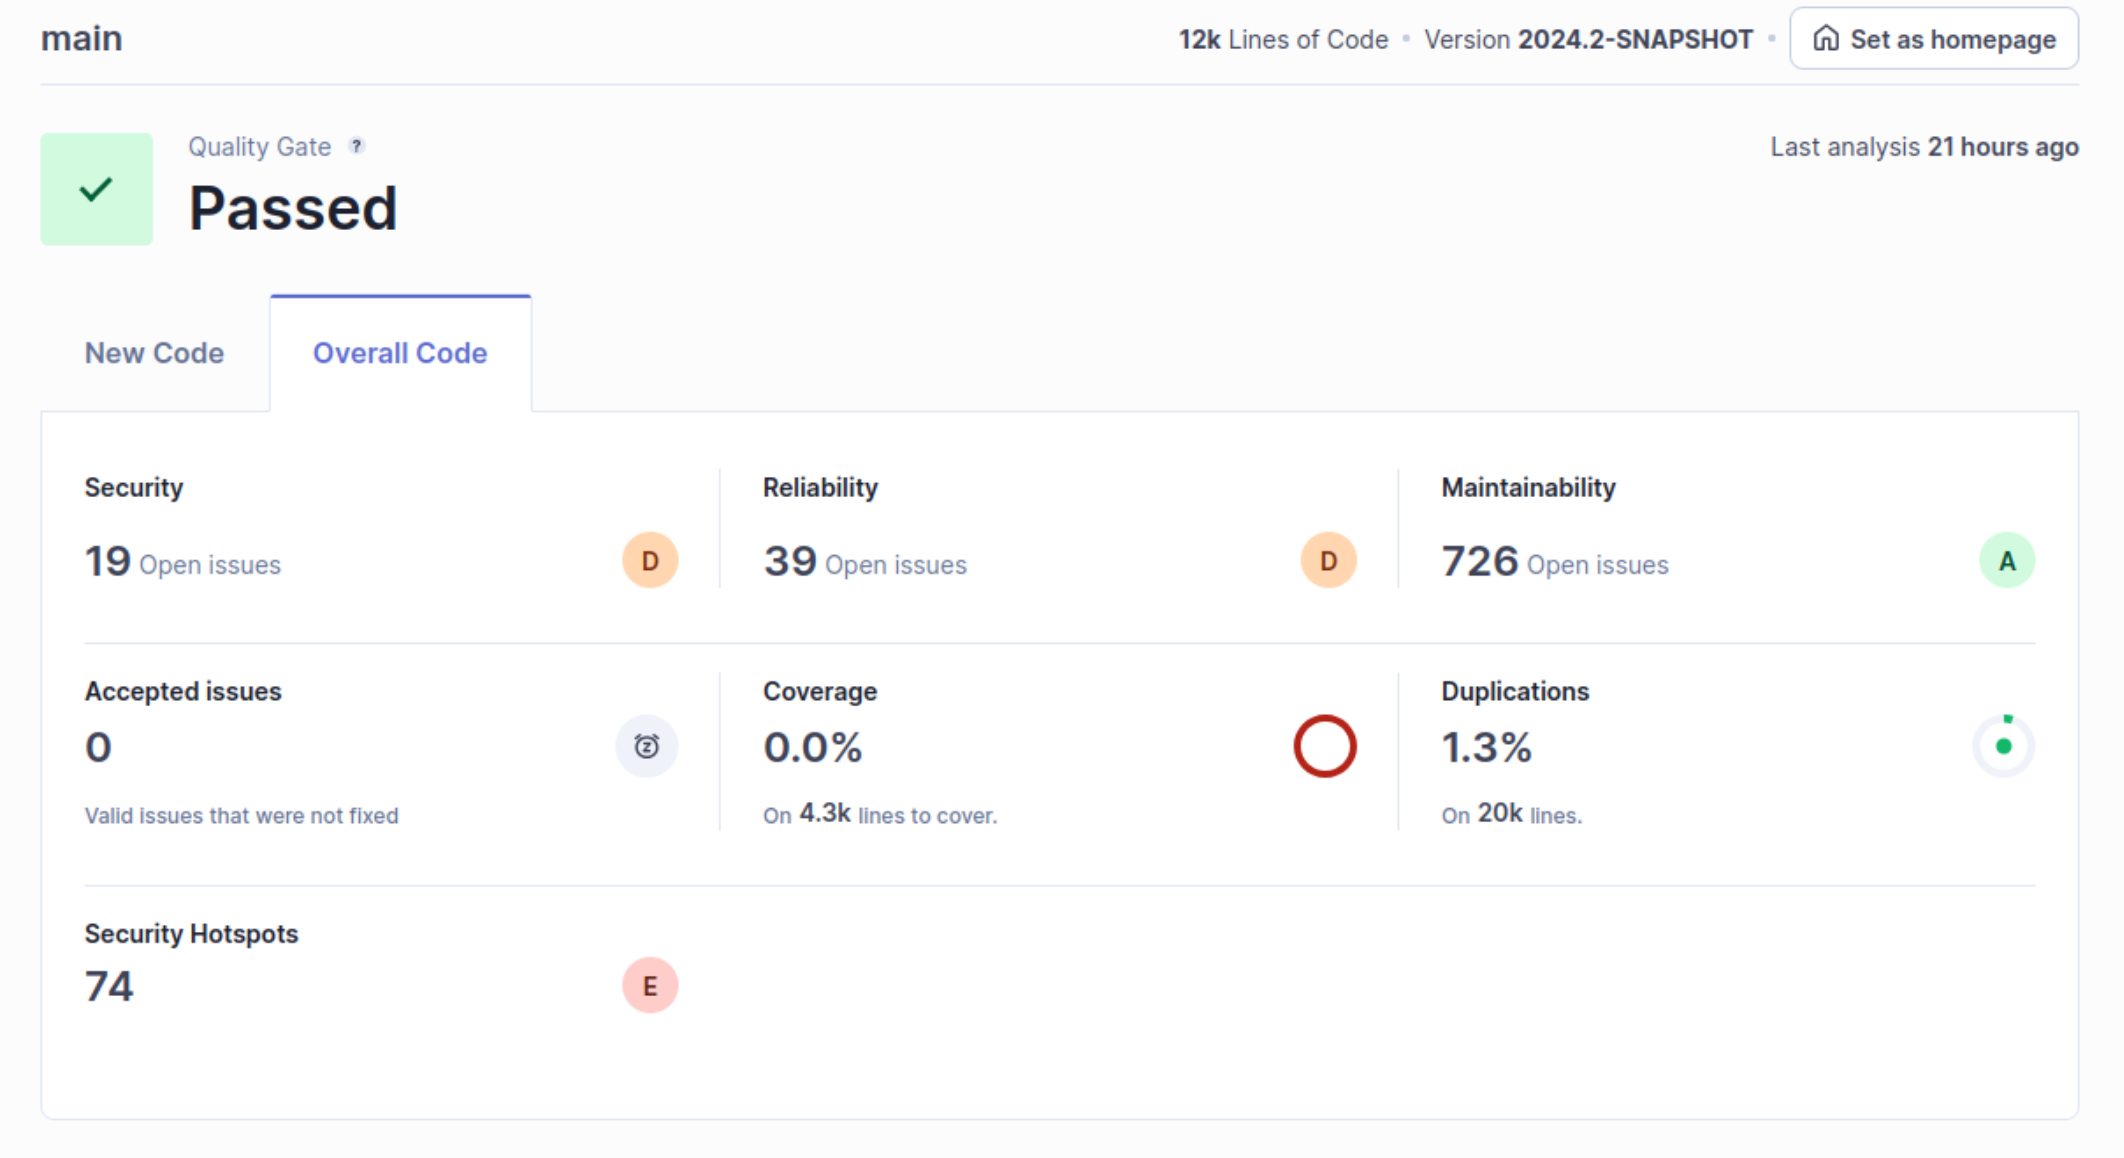 main
12k Lines of Code • Version 2024.2-SNAPSHOT • Set as homepage
Quality Gate ?
Last analysis 21 hours ago
Passed
New Code
Overall Code
Security
19 Open issues
D
Reliability
39 Open issues
D
Maintainability
726 Open issues
A
Accepted issues
0
Valid issues that were not fixed
Coverage
0.0%
On 4.3k lines to cover.
Duplications
1.3%
On 20k lines.
Security Hotspots
74
E